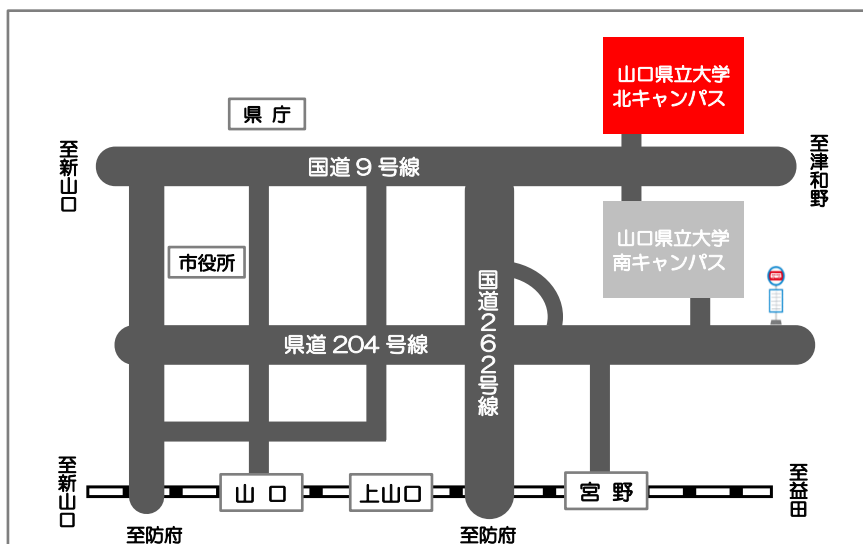 山口県立大学
北キャンパス
県庁
至新山口
国道9号線
至津和野
山口県立大学
南キャンパス
市役所
国道262号線
県道204号線
至新山口
山口
上山口
宮野
至益田
至防府
至防府